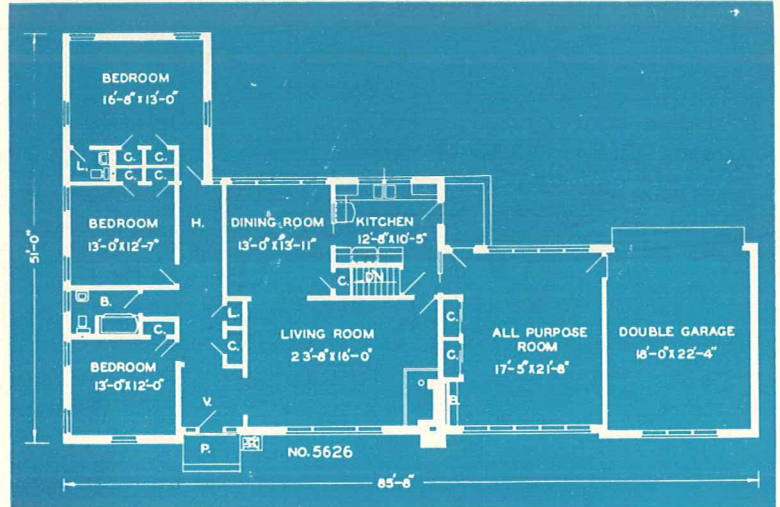 BEDROOM
16'-8" X 13'-0"
L.
C.
C.
C.
C.
BEDROOM
13'-0" X 12'-7"
H.
DINING ROOM
13'-0" X 13'-11"
KITCHEN
12'-8" X 10'-5"
C.
DN
B.
C.
L.
C.
LIVING ROOM
23'-8" X 16'-0"
C.
C.
B.
ALL PURPOSE
ROOM
17'-5" X 21'-8"
DOUBLE GARAGE
18'-0" X 22'-4"
BEDROOM
13'-0" X 12'-0"
V.
P.
NO. 5626
51'-0"
85'-8"